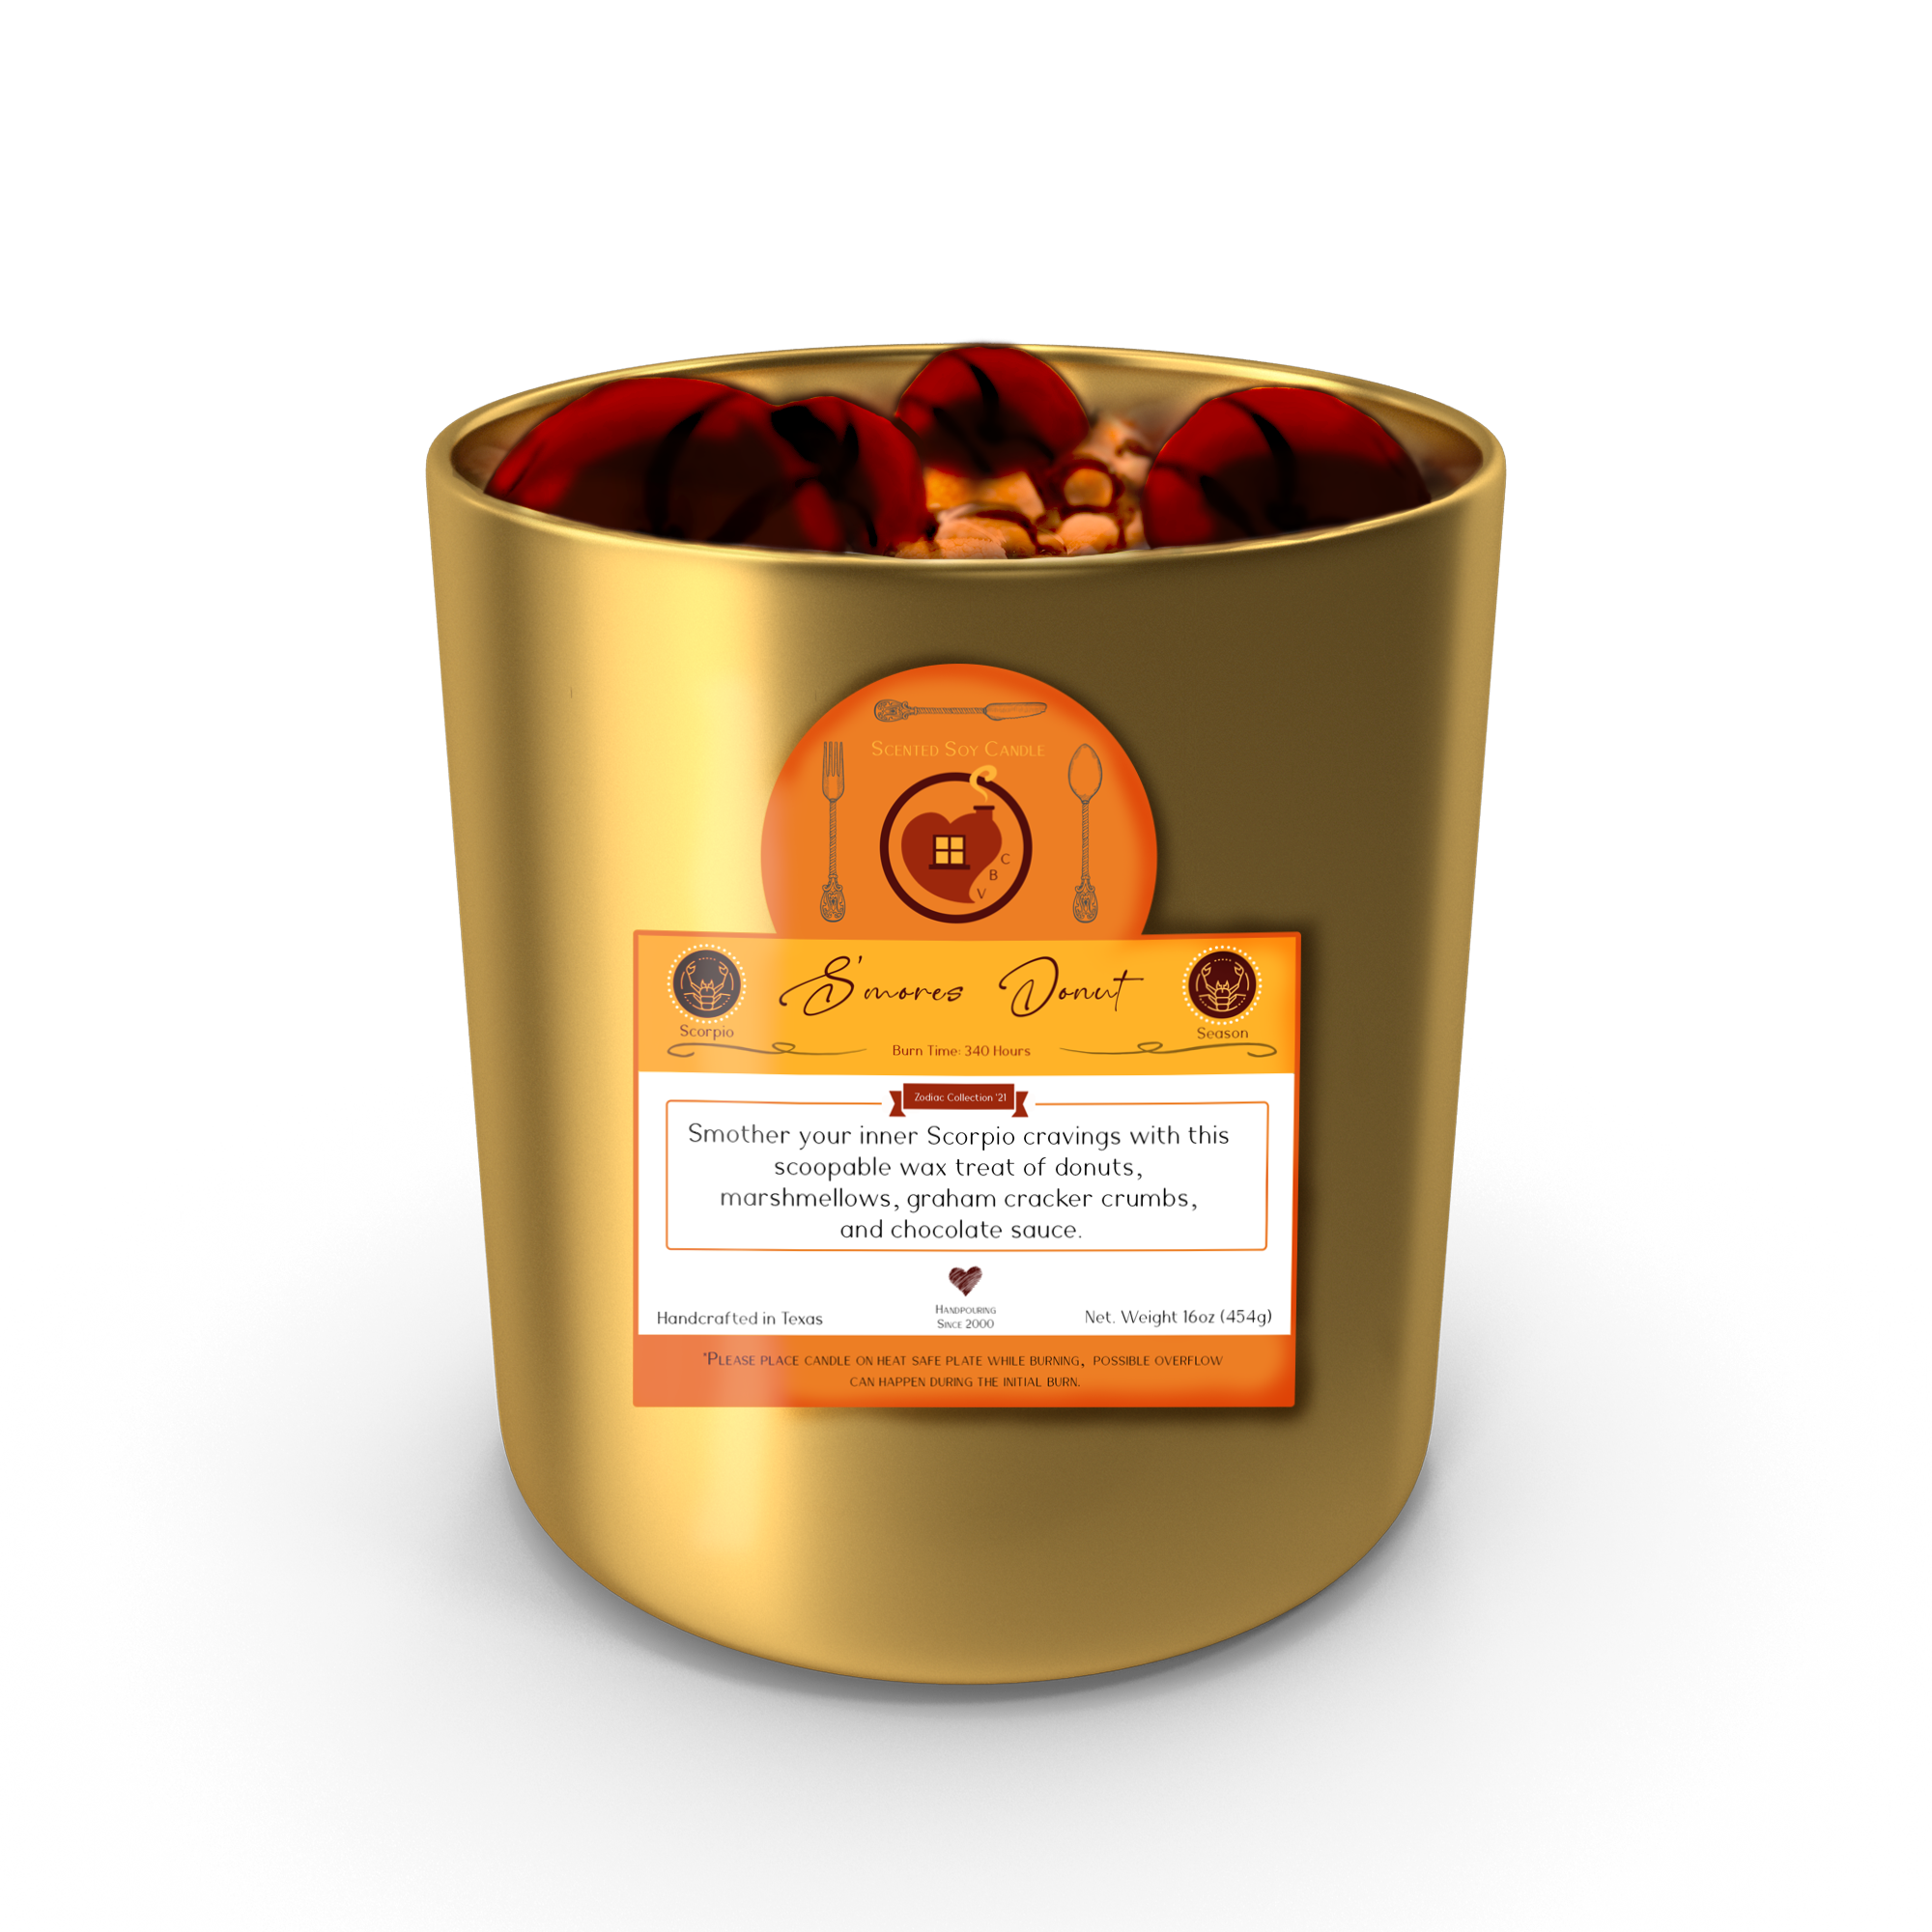 SCENTED SOY CANDLE
C
B
V
S'mores Donut
Scorpio
Season
Burn Time: 340 Hours
Zodiac Collection '21
Smother your inner Scorpio cravings with this
scoopable wax treat of donuts,
marshmellows, graham cracker crumbs,
and chocolate sauce.
HANDPOURING
SINCE 2000
Handcrafted in Texas
Net. Weight 16oz (454g)
*PLEASE PLACE CANDLE ON HEAT SAFE PLATE WHILE BURNING, POSSIBLE OVERFLOW
CAN HAPPEN DURING THE INITIAL BURN.